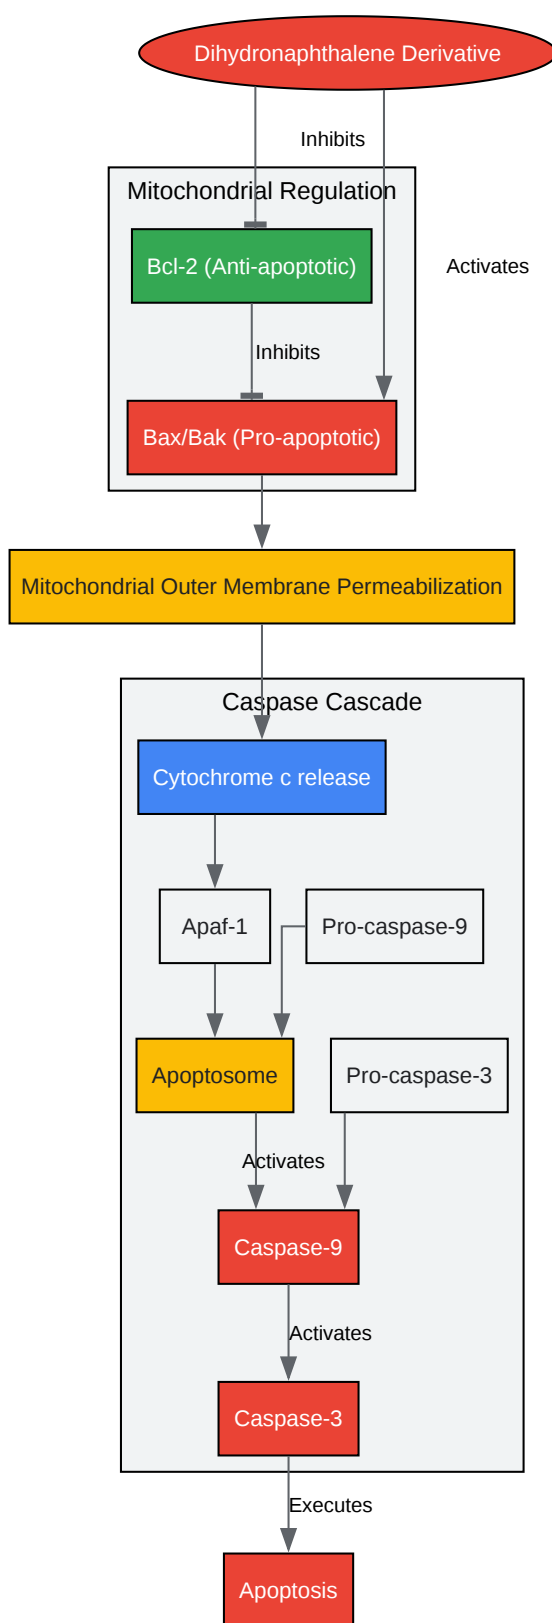 Dihydronaphthalene Derivative
Inhibits
Mitochondrial Regulation
Bcl-2 (Anti-apoptotic)
Activates
Inhibits
Bax/Bak (Pro-apoptotic)
Mitochondrial Outer Membrane Permeabilization
Caspase Cascade
Cytochrome c release
Apaf-1
Pro-caspase-9
Apoptosome
Pro-caspase-3
Activates
Caspase-9
Activates
Caspase-3
Executes
Apoptosis